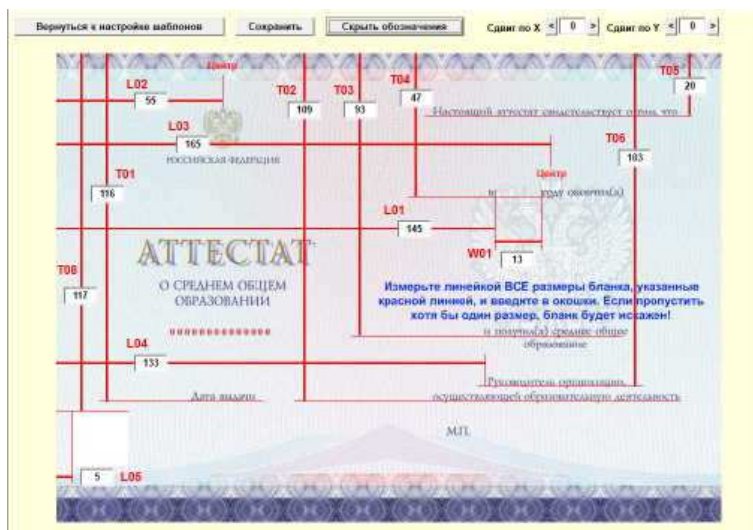 Вернуться к настройке шаблонов Сохранить Скрыть обозначения Сдвиг по X < 0 > Сдвиг по Y < 0 >
Центр
L02
55
T02
109
T03
93
T04
47
T05
20
Настоящий аттестат свидетельствует о том, что
L03
165
РОССИЙСКАЯ ФЕДЕРАЦИЯ
T06
103
Центр
T01
116
в году окончил(а)
L01
145
W01
13
АТТЕСТАТ
О СРЕДНЕМ ОБЩЕМ
ОБРАЗОВАНИИ
T08
117
Измерьте линейкой ВСЕ размеры бланка, указанные
красной линией, и введите в окошки. Если пропустить
хотя бы один размер, бланк будет искажен!
00000000000000
и получил(а) среднее общее
образование
L04
133
Руководитель организации,
осуществляющей образовательную деятельность
Дата выдачи
М.П.
5 L05